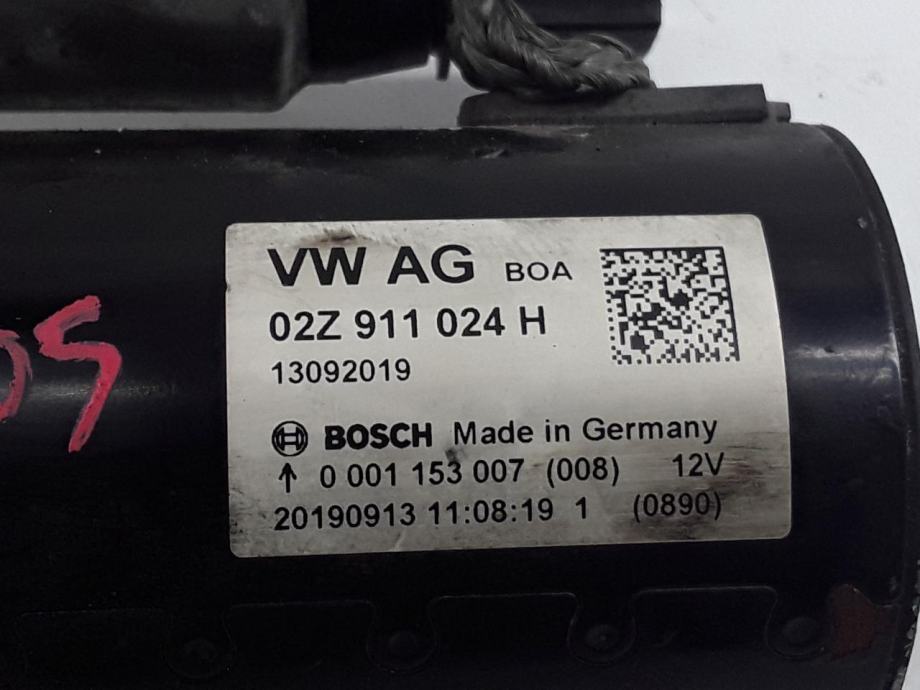 VW AG BOA
02Z 911 024 H
13092019
BOSCH Made in Germany
↑ 0 001 153 007 (008) 12V
20190913 11:08:19 1 (0890)